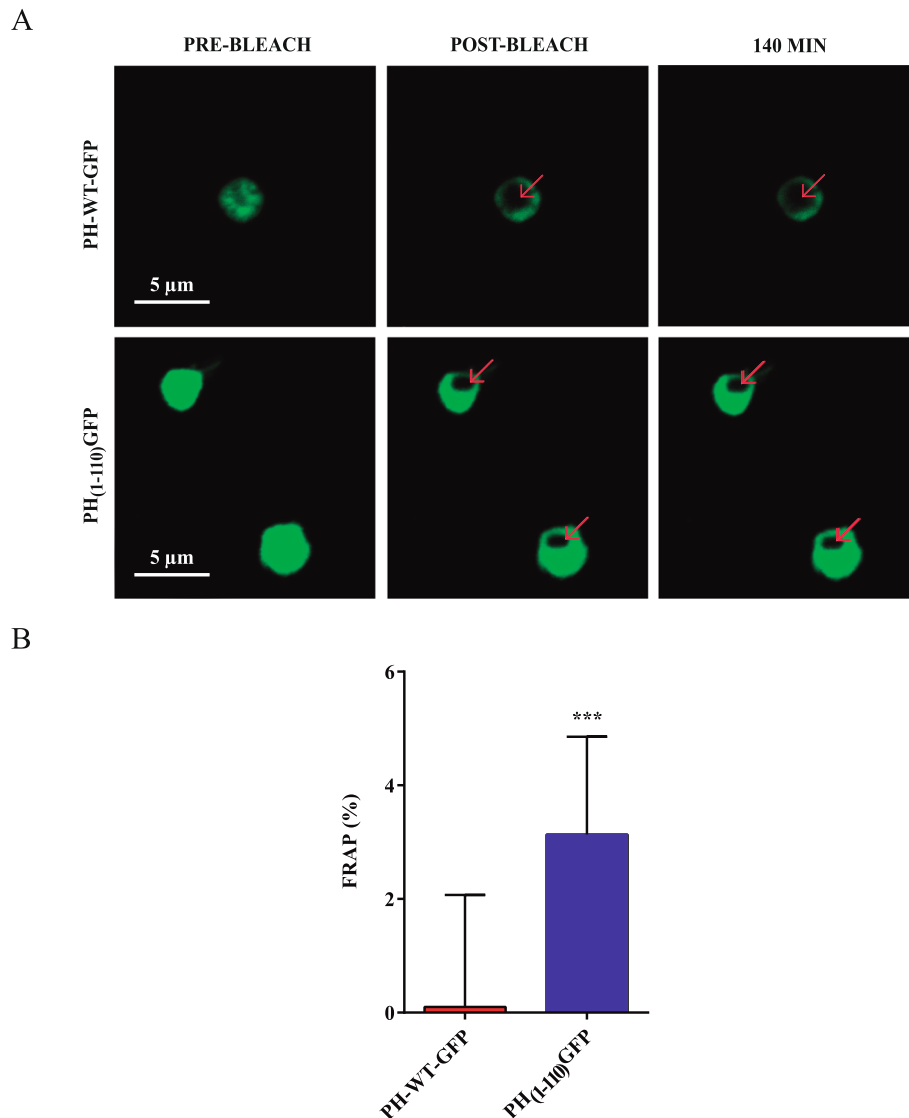 A
PRE-BLEACH
POST-BLEACH
140 MIN
PH-WT-GFP
5 µm
PH(1-110)GFP
5 µm
B
6
***
4
FRAP (%)
2
0
PH-WT-GFP
PH(1-110)GFP